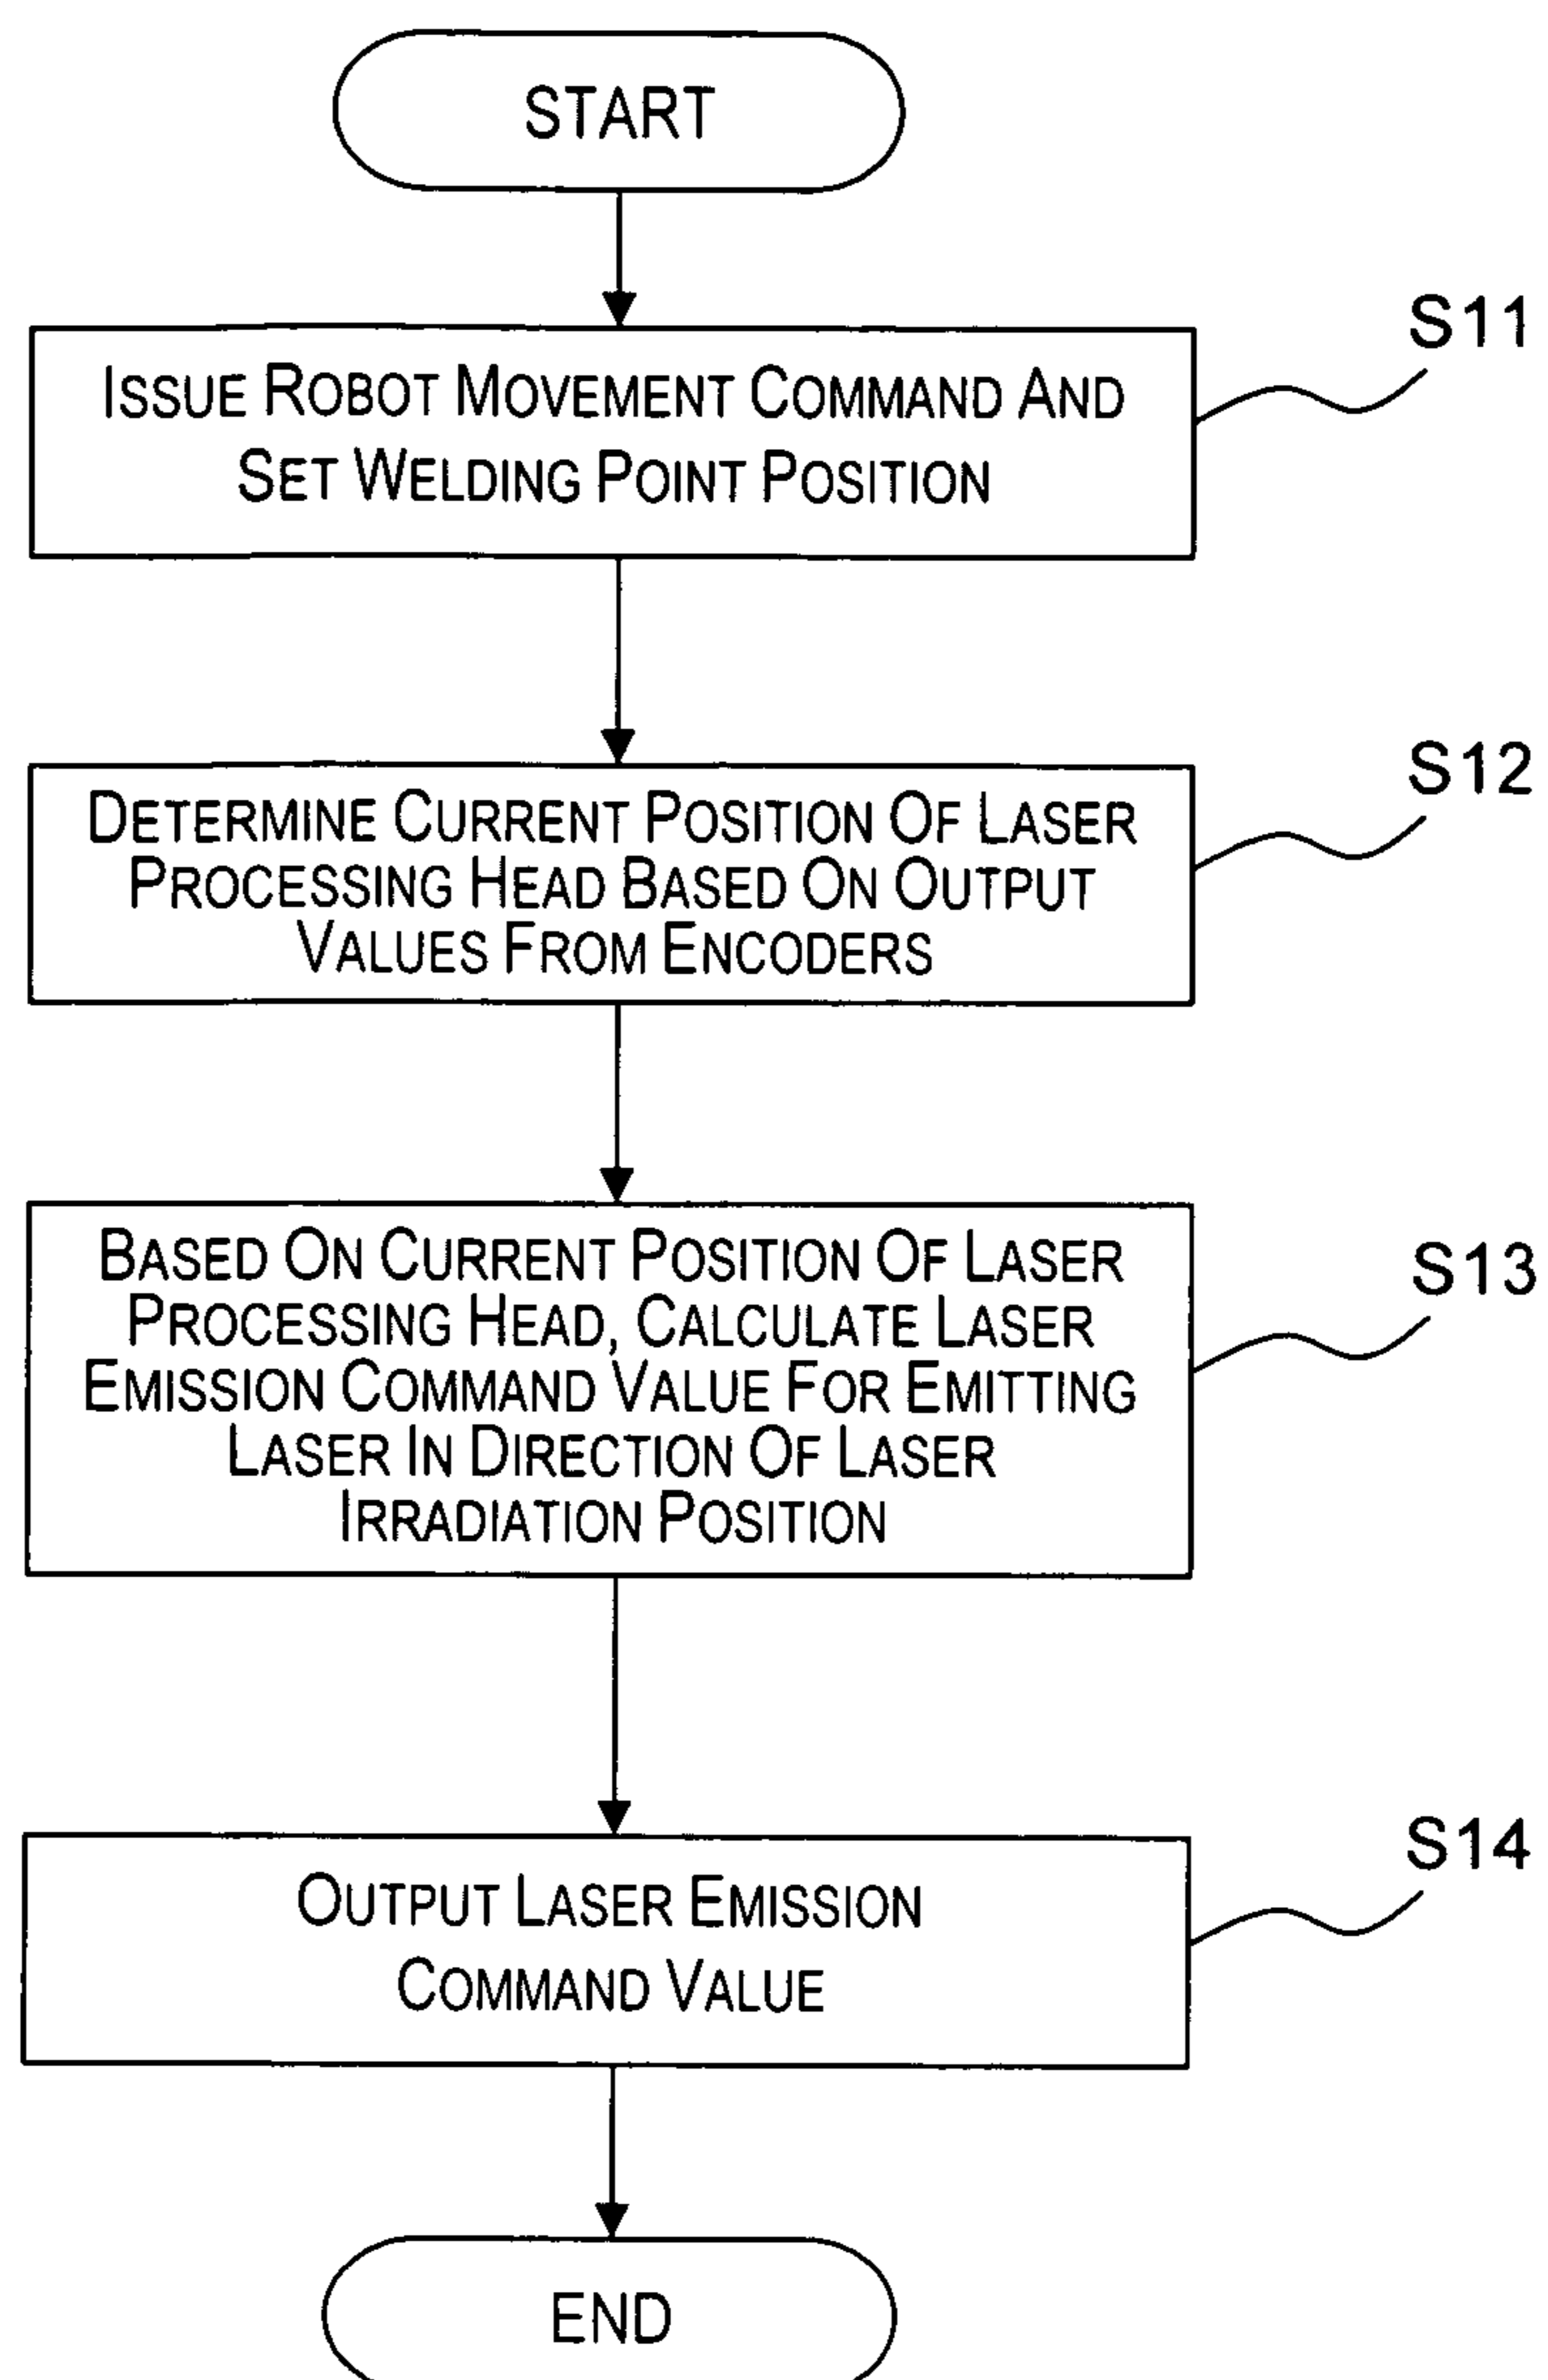 START
S11
ISSUE ROBOT MOVEMENT COMMAND AND
SET WELDING POINT POSITION
S12
DETERMINE CURRENT POSITION OF LASER
PROCESSING HEAD BASED ON OUTPUT
VALUES FROM ENCODERS
S13
BASED ON CURRENT POSITION OF LASER
PROCESSING HEAD, CALCULATE LASER
EMISSION COMMAND VALUE FOR EMITTING
LASER IN DIRECTION OF LASER
IRRADIATION POSITION
S14
OUTPUT LASER EMISSION
COMMAND VALUE
END